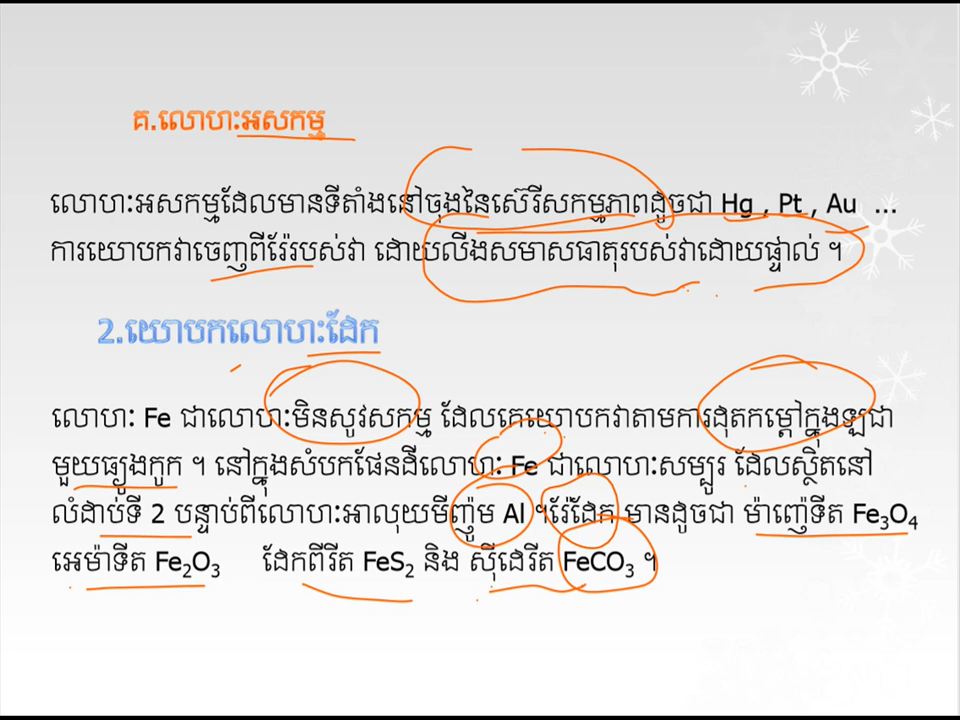 គ.លោហៈអសកម្ម
លោហៈអសកម្មដែលមានទីតាំងនៅចុងនៃស៊េរីសកម្មភាពដូចជា Hg , Pt , Au ...
ការយោបកវាចេញពីរ៉ែរបស់វា ដោយលីងសមាសធាតុរបស់វាដោយផ្ទាល់ ។
2.យោបកលោហៈដែក
លោហៈ Fe ជាលោហៈមិនសូវសកម្ម ដែលគេយោបកវាតាមការដុតកម្តៅក្នុងឡជា
មួយធ្យូងកូក ។ នៅក្នុងសំបកផែនដីលោហៈ Fe ជាលោហៈសម្បូរ ដែលស្ថិតនៅ
លំដាប់ទី 2 បន្ទាប់ពីលោហៈអាលុយមីញ៉ូម Al ។រ៉ែដែក មានដូចជា ម៉ាញ៉េទីត Fe₃O₄
អេម៉ាទីត Fe₂O₃ ដែកពីរីត FeS₂ និង ស៊ីដេរីត FeCO₃ ។